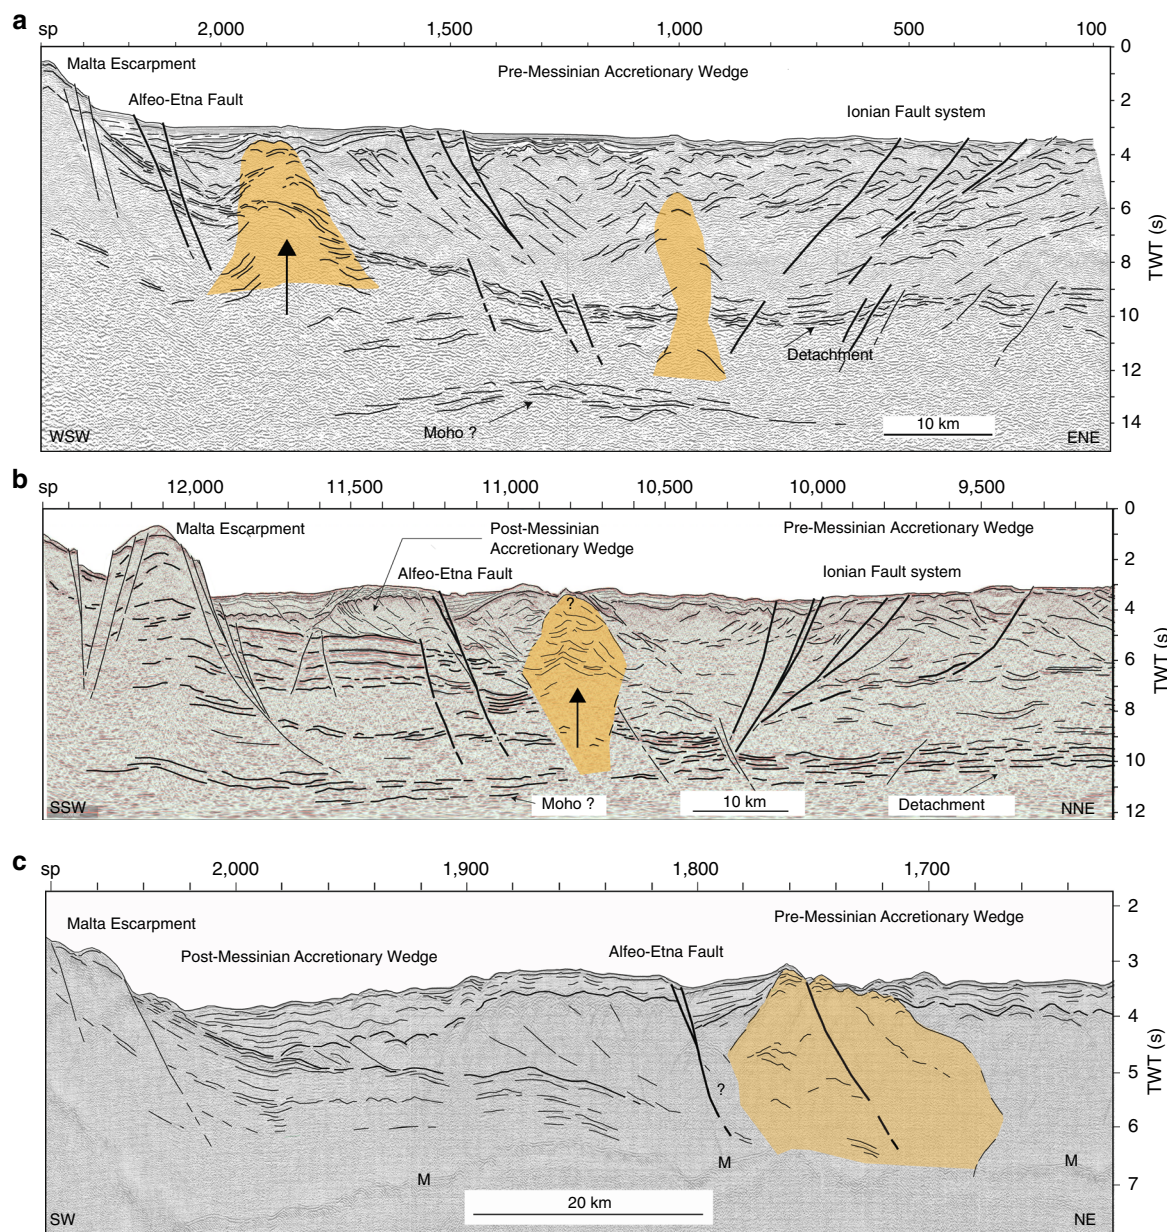 a
sp 2,000 1,500 1,000 500 100
0
Malta Escarpment
Pre-Messinian Accretionary Wedge
Alfeo-Etna Fault
2
Ionian Fault system
4
6
TWT (s)
8
10
Detachment
12
Moho ?
10 km
14
WSW
ENE
b
sp 12,000 11,500 11,000 10,500 10,000 9,500
0
Malta Escarpment
Post-Messinian
Accretionary Wedge
Pre-Messinian Accretionary Wedge
2
Alfeo-Etna Fault
Ionian Fault system
?
4
TWT (s)
6
8
10
SSW
Moho ?
10 km
Detachment
NNE
12
c
sp 2,000 1,900 1,800 1,700
2
Malta Escarpment
Pre-Messinian Accretionary Wedge
Post-Messinian Accretionary Wedge
Alfeo-Etna Fault
3
4
TWT (s)
5
?
6
M
M
M
7
20 km
SW
NE